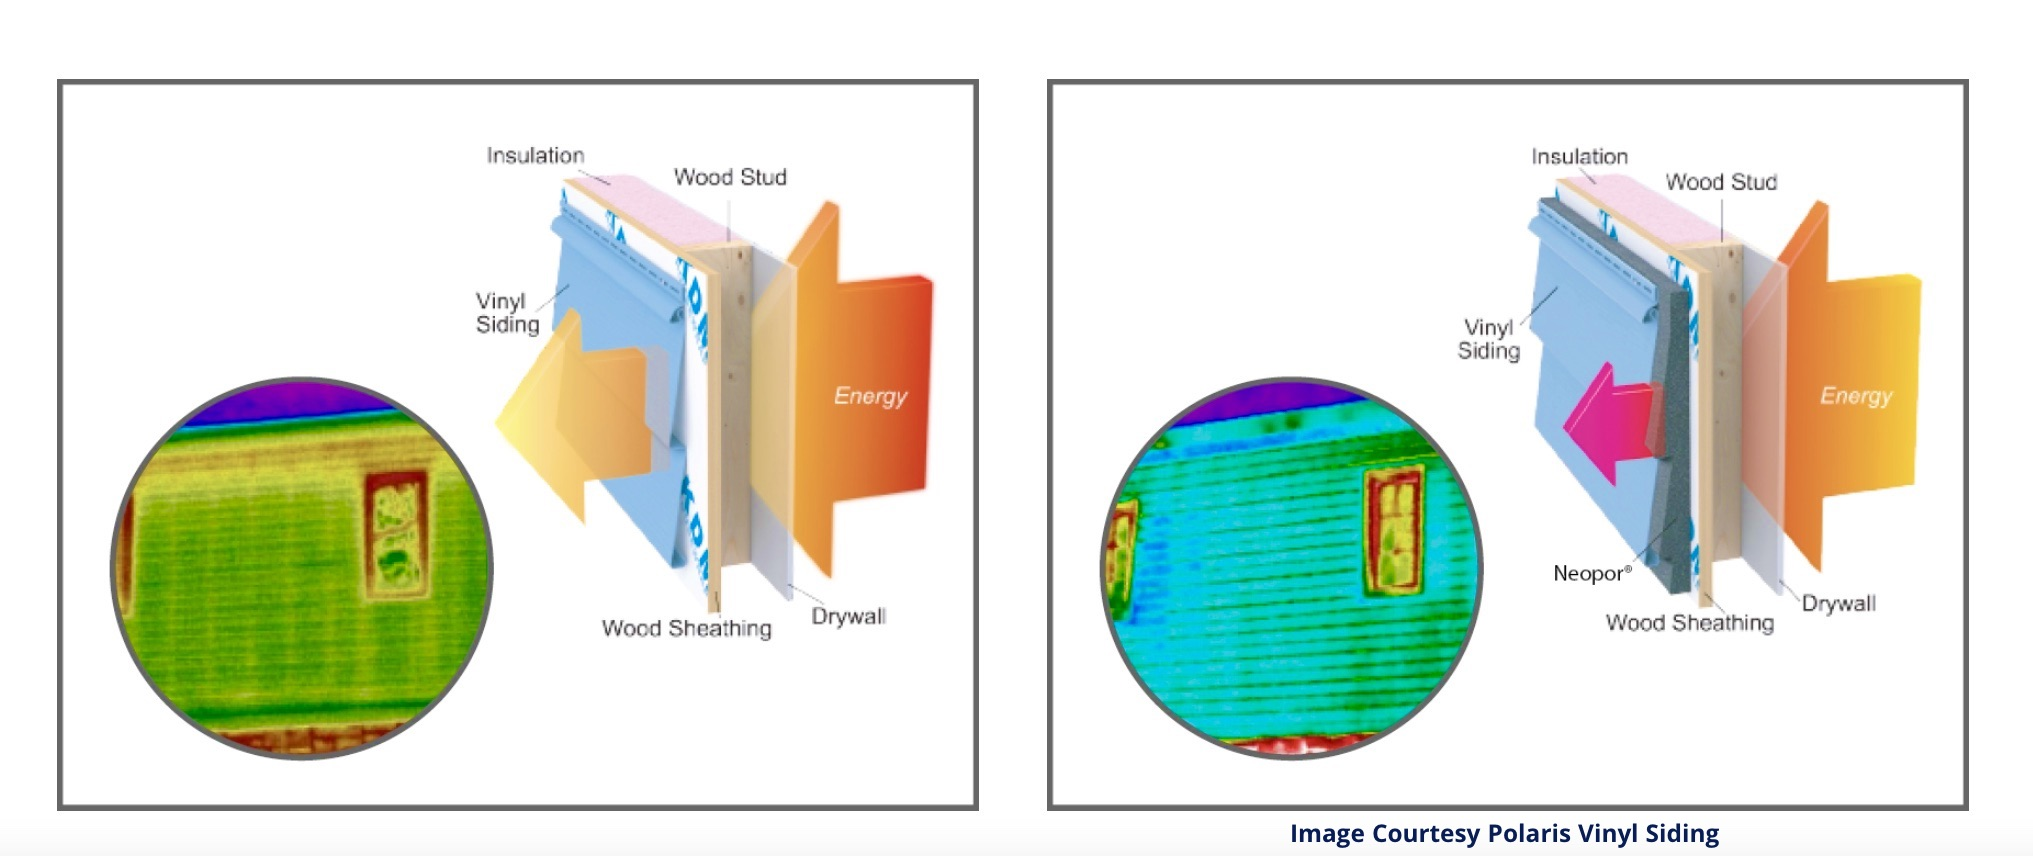 Insulation
Wood Stud
Vinyl
Siding
Energy
Wood Sheathing
Drywall
Insulation
Wood Stud
Vinyl
Siding
Energy
Neopor®
Wood Sheathing
Drywall
Image Courtesy Polaris Vinyl Siding